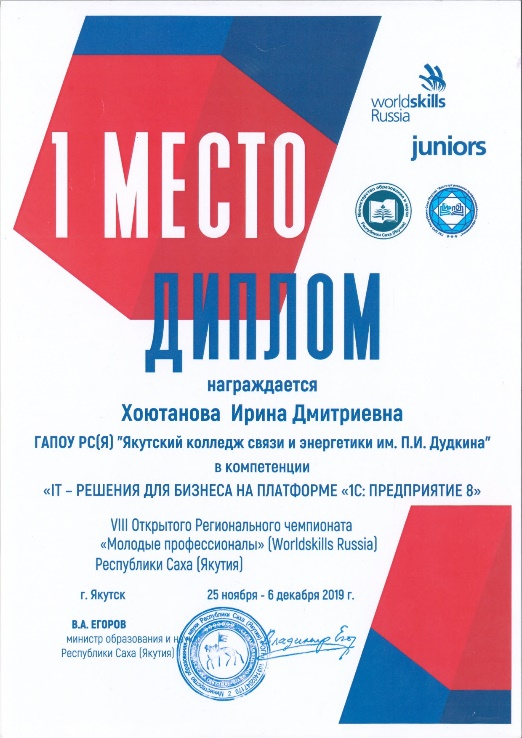 worldskills
Russia
juniors
1 МЕСТО
ДИПЛОМ
награждается
Хоютанова Ирина Дмитриевна
ГАПОУ РС(Я) "Якутский колледж связи и энергетики им. П.И. Дудкина"
в компетенции
«IT – РЕШЕНИЯ ДЛЯ БИЗНЕСА НА ПЛАТФОРМЕ «1С: ПРЕДПРИЯТИЕ 8»
VIII Открытого Регионального чемпионата
«Молодые профессионалы» (Worldskills Russia)
Республики Саха (Якутия)
г. Якутск 25 ноября - 6 декабря 2019 г.
В.А. ЕГОРОВ
министр образования и
Республики Саха (Якутия)